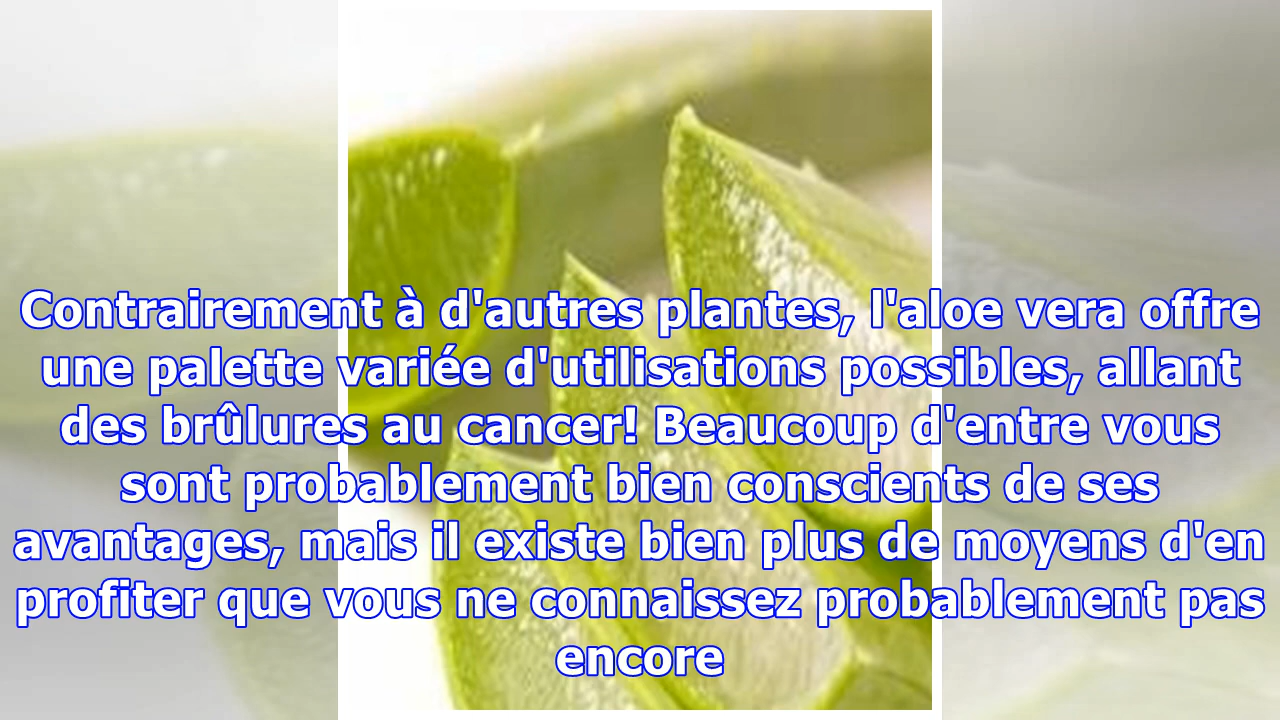 Contrairement à d'autres plantes, l'aloe vera offre
une palette variée d'utilisations possibles, allant
des brûlures au cancer! Beaucoup d'entre vous
sont probablement bien conscients de ses
avantages, mais il existe bien plus de moyens d'en
profiter que vous ne connaissez probablement pas
encore